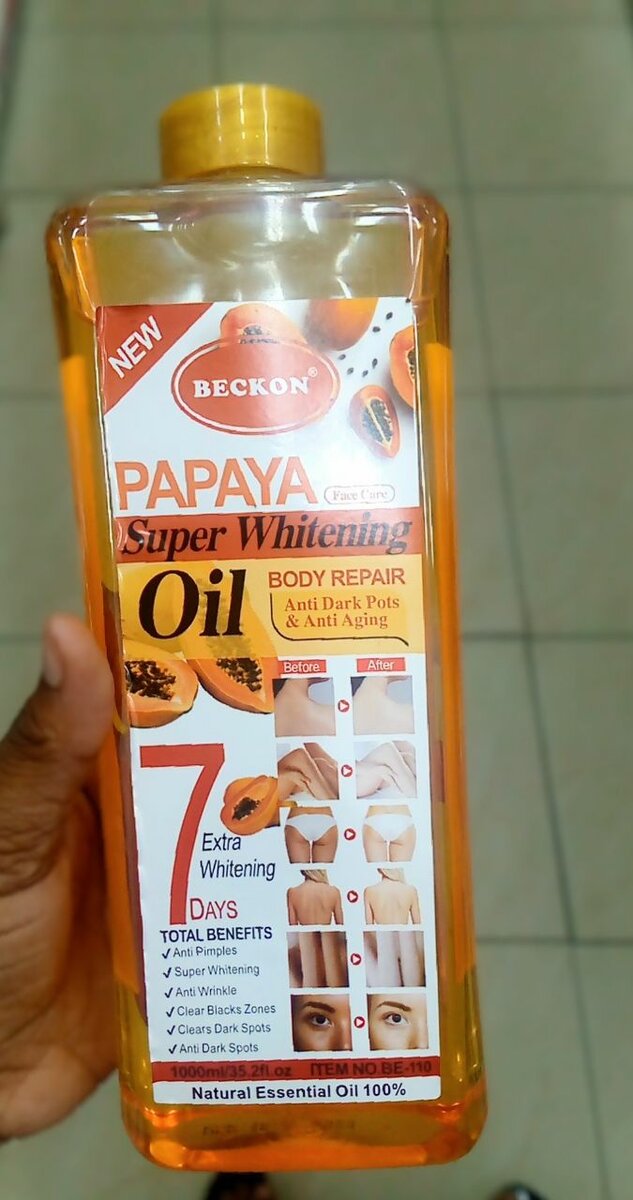 NEW
BECKON®
PAPAYA
Face Care
Super Whitening
Oil
BODY REPAIR
Anti Dark Pots
& Anti Aging
Before
After
7
Extra
Whitening
DAYS
TOTAL BENEFITS
✓Anti Pimples
✓Super Whitening
✓Anti Wrinkle
✓Clear Blacks Zones
✓Clears Dark Spots
✓Anti Dark Spots
1000ml/35.2fl.oz ITEM NO.BE-110
Natural Essential Oil 100%